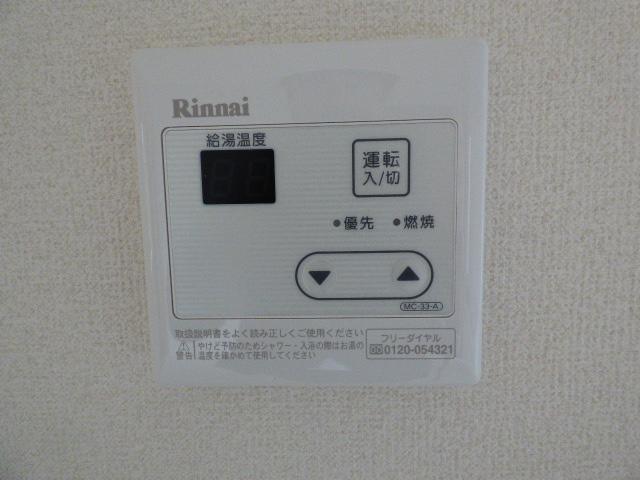 Rinnai
給湯温度
運転
入/切
優先 燃焼
MC-33-A
取扱説明書をよく読み正しくご使用ください
警告 やけど予防のためシャワー・入浴の際はお湯の
温度を確かめて使用してください
フリーダイヤル
0120-054321